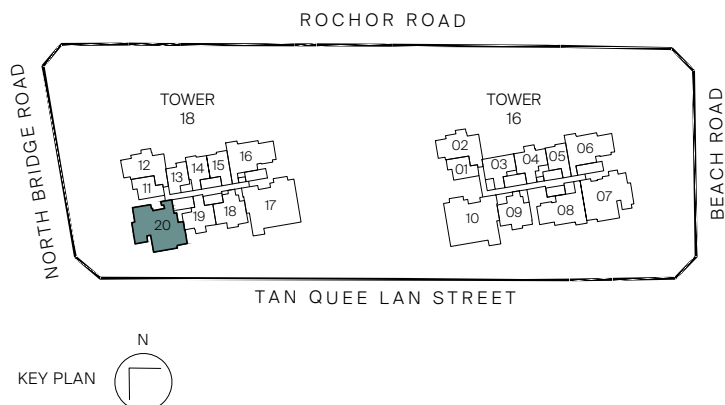 ROCHOR ROAD
NORTH BRIDGE ROAD
BEACH ROAD
TOWER
18
TOWER
16
12
11
13
14
15
16
20
19
18
17
02
01
03
04
05
06
10
09
08
07
TAN QUEE LAN STREET
N
KEY PLAN